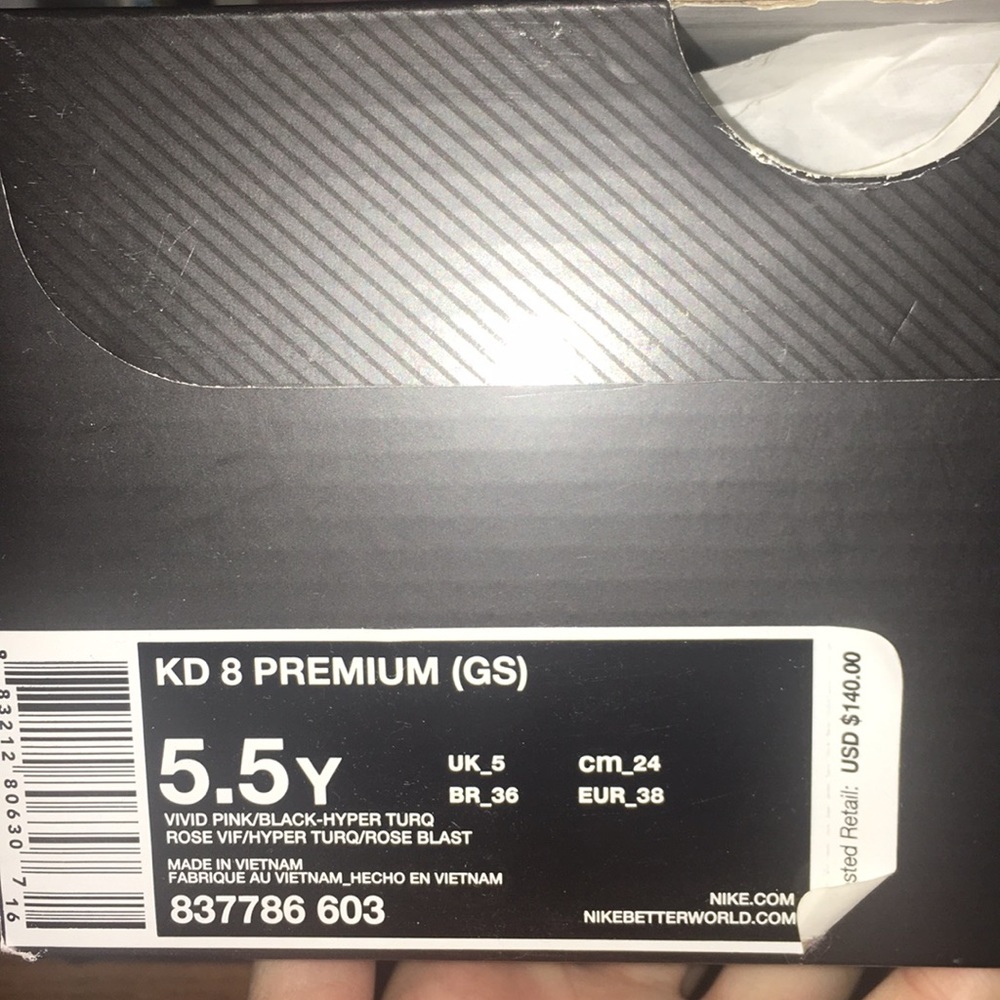 KD 8 PREMIUM (GS)
5.5Y
UK_5 cm_24
BR_36 EUR_38
VIVID PINK/BLACK-HYPER TURQ
ROSE VIF/HYPER TURQ/ROSE BLAST
MADE IN VIETNAM
FABRIQUE AU VIETNAM_HECHO EN VIETNAM
837786 603
NIKE.COM
NIKEBETTERWORLD.COM
sted Retail: USD $140.00
83212 80630 7 16